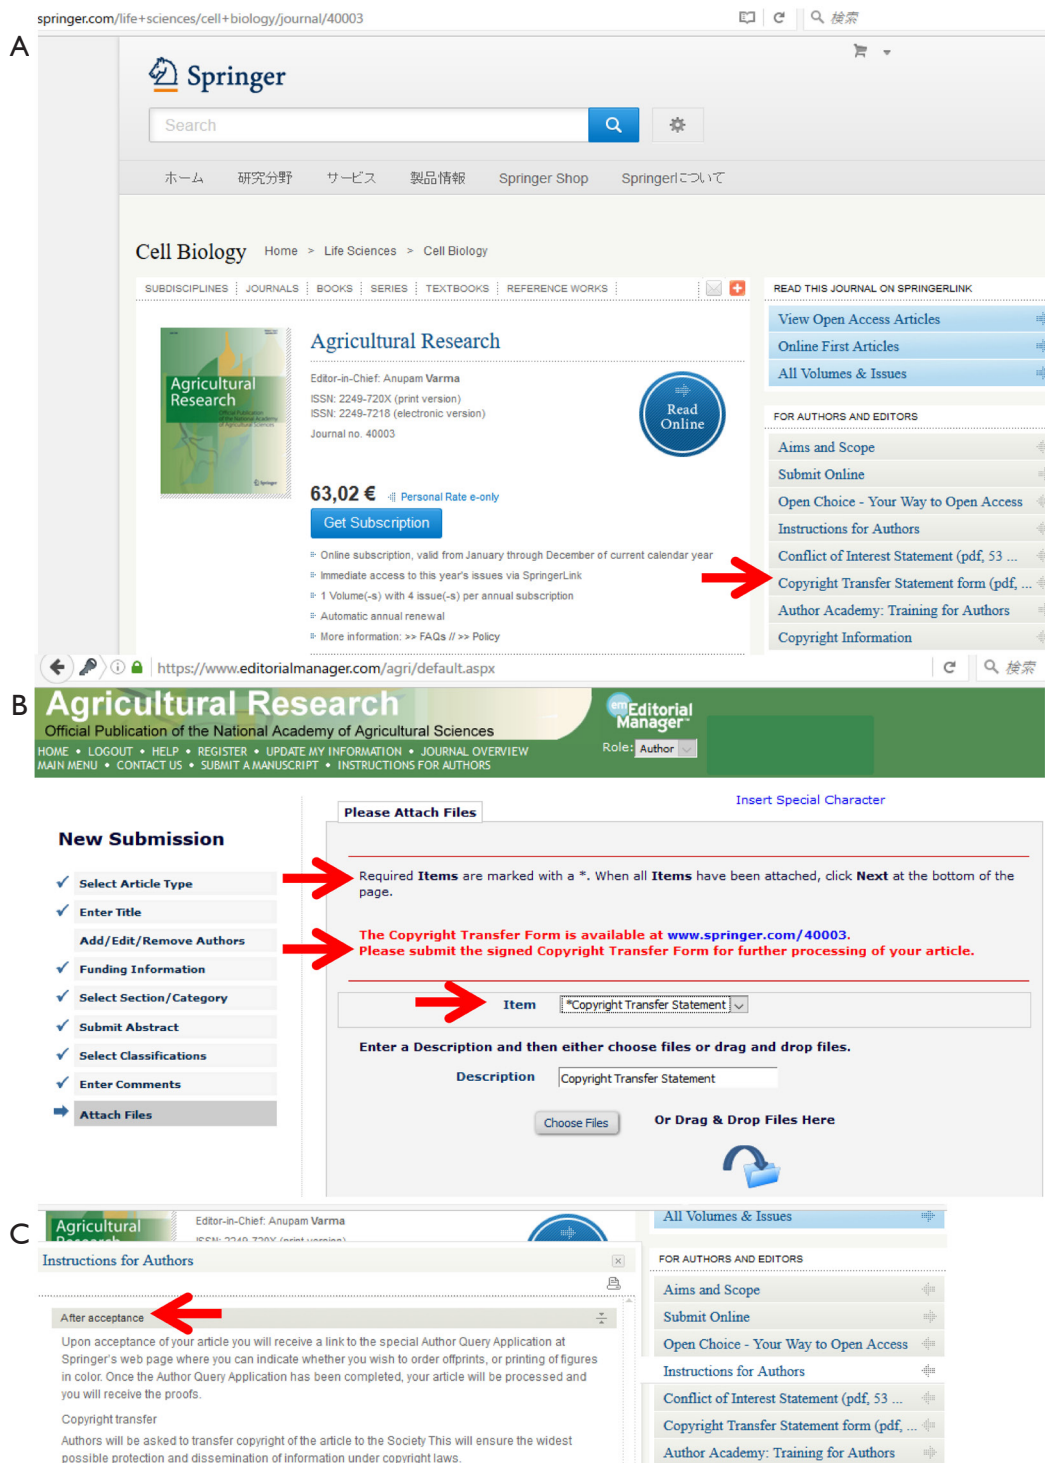 springer.com/life+sciences/cell+biology/journal/40003
検索
A
Springer
Search
ホーム 研究分野 サービス 製品情報 Springer Shop Springerについて
Cell Biology Home > Life Sciences > Cell Biology
SUBDISCIPLINES JOURNALS BOOKS SERIES TEXTBOOKS REFERENCE WORKS
Agricultural Research
Editor-in-Chief: Anupam Varma
ISSN: 2249-720X (print version)
ISSN: 2249-7218 (electronic version)
Journal no. 40003
Agricultural
Research
Official Publication
of the National Academy
of Agricultural Sciences
Springer
Read
Online
63,02 € Personal Rate e-only
Get Subscription
Online subscription, valid from January through December of current calendar year
Immediate access to this year's issues via SpringerLink
1 Volume(-s) with 4 issue(-s) per annual subscription
Automatic annual renewal
More information: >> FAQs // >> Policy
READ THIS JOURNAL ON SPRINGERLINK
View Open Access Articles
Online First Articles
All Volumes & Issues
FOR AUTHORS AND EDITORS
Aims and Scope
Submit Online
Open Choice - Your Way to Open Access
Instructions for Authors
Conflict of Interest Statement (pdf, 53 ...
Copyright Transfer Statement form (pdf, ...
Author Academy: Training for Authors
Copyright Information
https://www.editorialmanager.com/agri/default.aspx
検索
B
Agricultural Research
Official Publication of the National Academy of Agricultural Sciences
em Editorial
Manager™
HOME • LOGOUT • HELP • REGISTER • UPDATE MY INFORMATION • JOURNAL OVERVIEW
MAIN MENU • CONTACT US • SUBMIT A MANUSCRIPT • INSTRUCTIONS FOR AUTHORS
Role: Author
New Submission
Select Article Type
Enter Title
Add/Edit/Remove Authors
Funding Information
Select Section/Category
Submit Abstract
Select Classifications
Enter Comments
Attach Files
Please Attach Files
Insert Special Character
Required Items are marked with a *. When all Items have been attached, click Next at the bottom of the
page.
The Copyright Transfer Form is available at www.springer.com/40003.
Please submit the signed Copyright Transfer Form for further processing of your article.
Item *Copyright Transfer Statement
Enter a Description and then either choose files or drag and drop files.
Description Copyright Transfer Statement
Choose Files Or Drag & Drop Files Here
C
Agricultural
Research
Editor-in-Chief: Anupam Varma
ISSN: 2249-720X (print version)
Instructions for Authors
After acceptance
Upon acceptance of your article you will receive a link to the special Author Query Application at
Springer's web page where you can indicate whether you wish to order offprints, or printing of figures
in color. Once the Author Query Application has been completed, your article will be processed and
you will receive the proofs.
Copyright transfer
Authors will be asked to transfer copyright of the article to the Society This will ensure the widest
possible protection and dissemination of information under copyright laws.
All Volumes & Issues
FOR AUTHORS AND EDITORS
Aims and Scope
Submit Online
Open Choice - Your Way to Open Access
Instructions for Authors
Conflict of Interest Statement (pdf, 53 ...
Copyright Transfer Statement form (pdf, ...
Author Academy: Training for Authors